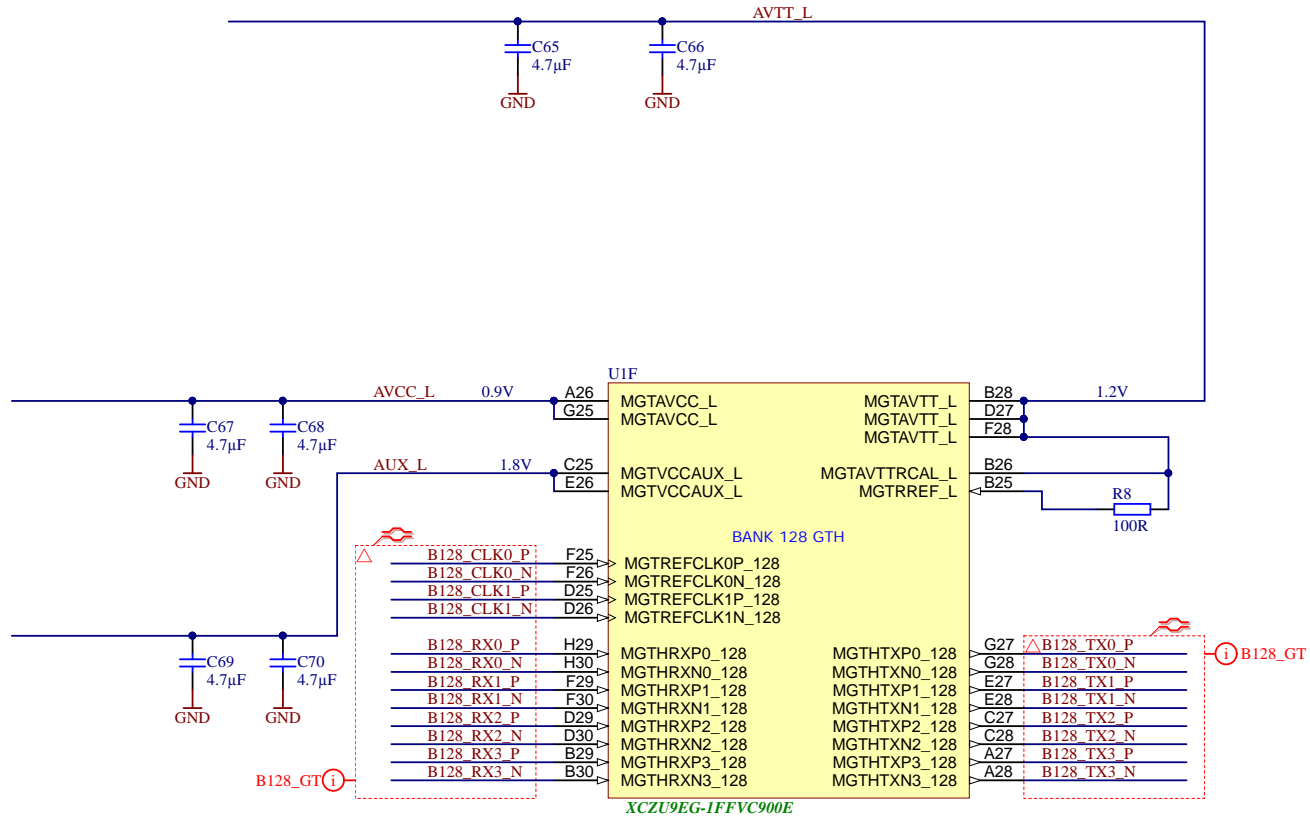 AVTT_L
C65
4.7µF
GND
C66
4.7µF
GND
U1F
AVCC_L
0.9V
A26
MGTAVCC_L
G25
MGTAVCC_L
C67
4.7µF
GND
C68
4.7µF
GND
AUX_L
1.8V
C25
MGTVCCAUX_L
E26
MGTVCCAUX_L
MGTAVTT_L
B28
1.2V
MGTAVTT_L
D27
MGTAVTT_L
F28
MGTAVTTRCAL_L
B26
MGTRREF_L
B25
R8
100R
BANK 128 GTH
B128_CLK0_P
F25
MGTREFCLK0P_128
B128_CLK0_N
F26
MGTREFCLK0N_128
B128_CLK1_P
D25
MGTREFCLK1P_128
B128_CLK1_N
D26
MGTREFCLK1N_128
C69
4.7µF
GND
C70
4.7µF
GND
B128_RX0_P
H29
MGTHRXP0_128
B128_RX0_N
H30
MGTHRXN0_128
B128_RX1_P
F29
MGTHRXP1_128
B128_RX1_N
F30
MGTHRXN1_128
B128_RX2_P
D29
MGTHRXP2_128
B128_RX2_N
D30
MGTHRXN2_128
B128_RX3_P
B29
MGTHRXP3_128
B128_RX3_N
B30
MGTHRXN3_128
B128_GT
i
MGTHTXP0_128
G27
B128_TX0_P
MGTHTXN0_128
G28
B128_TX0_N
MGTHTXP1_128
E27
B128_TX1_P
MGTHTXN1_128
E28
B128_TX1_N
MGTHTXP2_128
C27
B128_TX2_P
MGTHTXN2_128
C28
B128_TX2_N
MGTHTXP3_128
A27
B128_TX3_P
MGTHTXN3_128
A28
B128_TX3_N
i
B128_GT
XCZU9EG-1FFVC900E